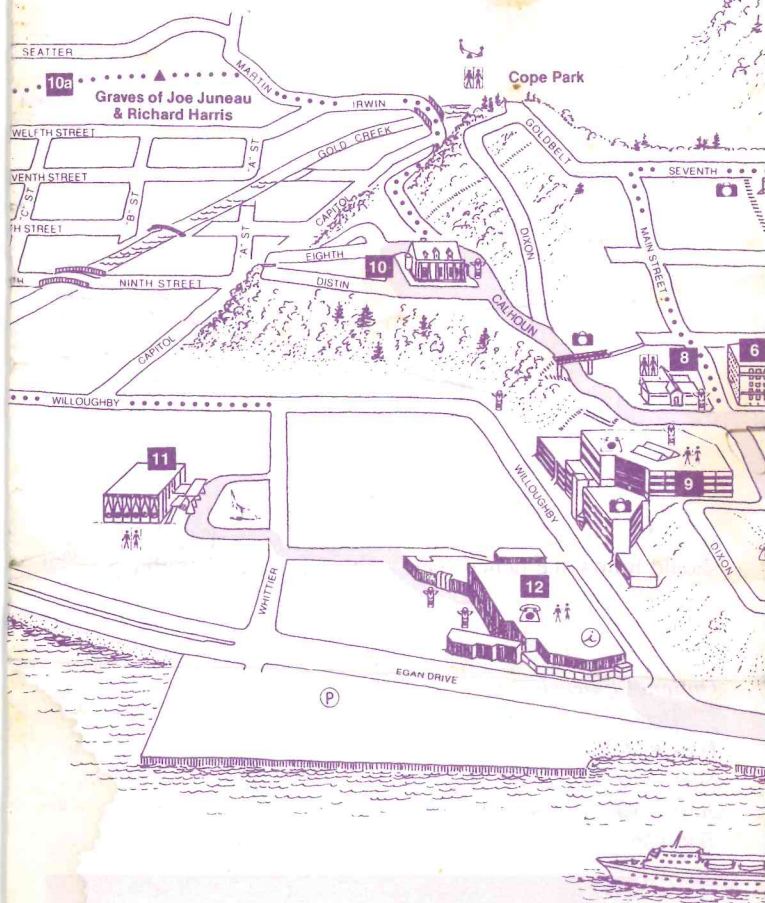 SEATTER
10a
Graves of Joe Juneau
& Richard Harris
MARTIN
IRWIN
Cope Park
WELFTH STREET
"A" ST
GOLD CREEK
GOLDBELT
VENTH STREET
SEVENTH
"C" ST
"B" ST
CAPITOL
H STREET
"A" ST
EIGHTH
10
DIXON
MAIN STREET
NINTH STREET
DISTIN
CALHOUN
CAPITOL
8
6
WILLOUGHBY
11
WILLOUGHBY
9
DIXON
WHITTIER
12
i
EGAN DRIVE
P